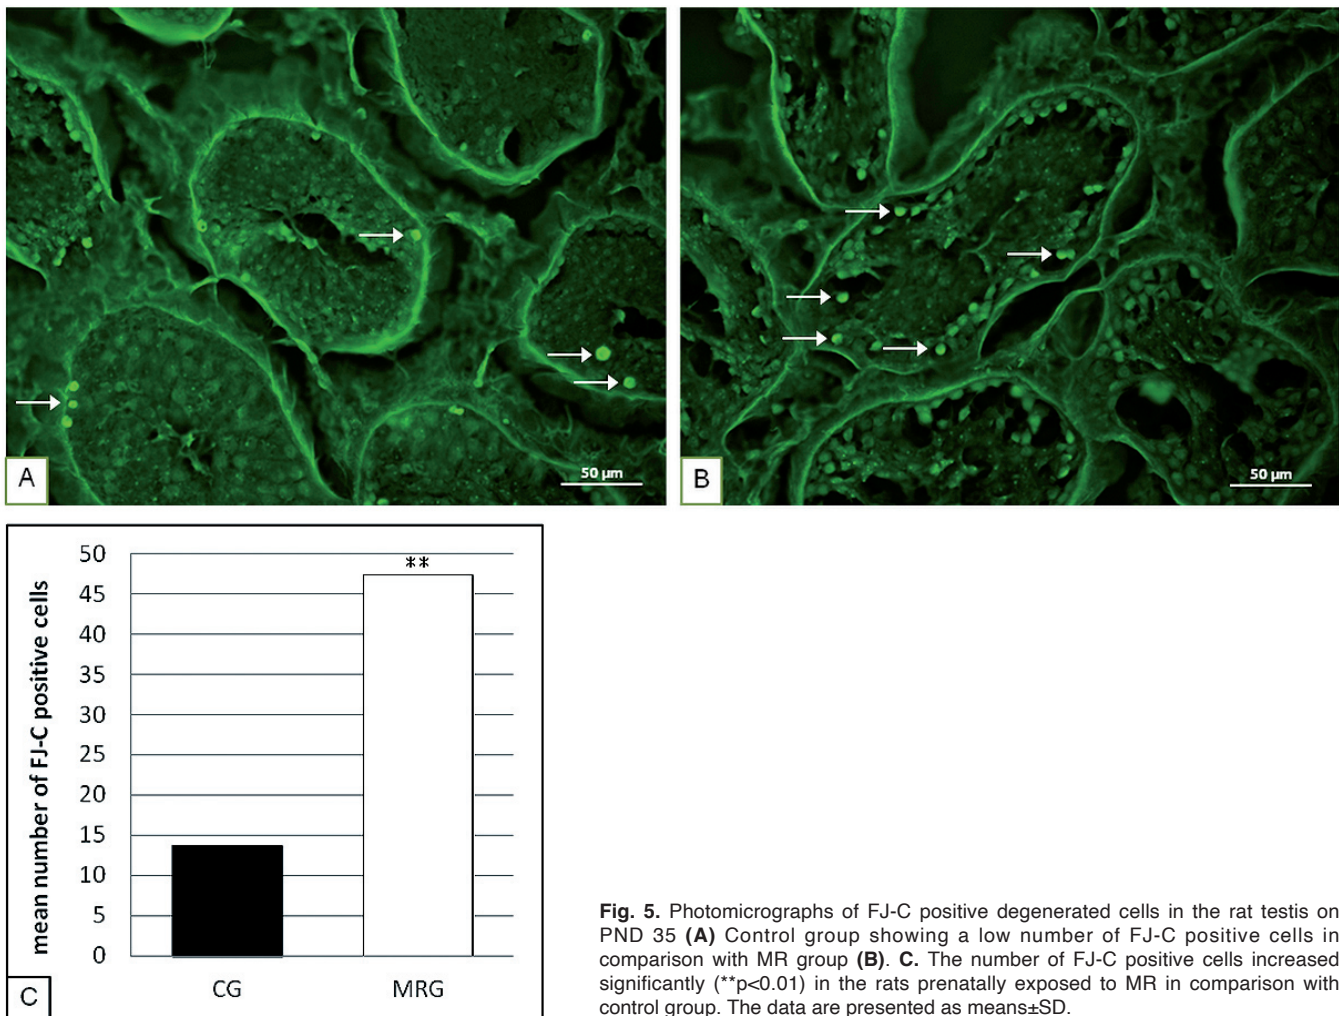 A
50 µm
B
50 µm
mean number of FJ-C positive cells
50
45
40
35
30
25
20
15
10
5
0
**
CG
MRG
C
Fig. 5. Photomicrographs of FJ-C positive degenerated cells in the rat testis on
PND 35 (A) Control group showing a low number of FJ-C positive cells in
comparison with MR group (B). C. The number of FJ-C positive cells increased
significantly (**p<0.01) in the rats prenatally exposed to MR in comparison with
control group. The data are presented as means±SD.